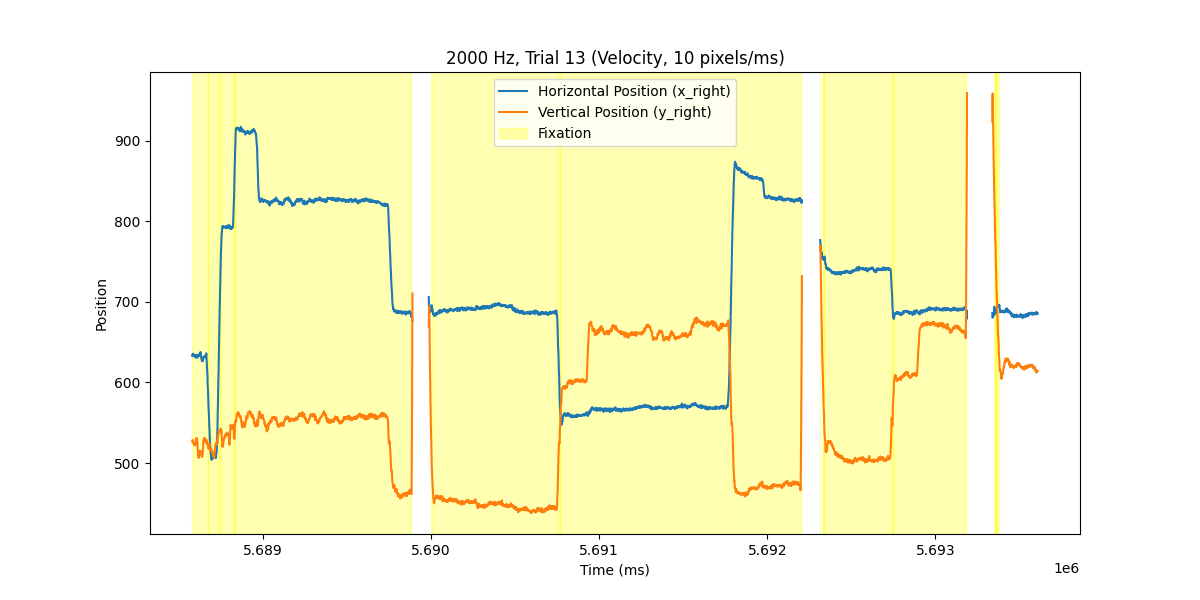 2000 Hz, Trial 13 (Velocity, 10 pixels/ms)
Horizontal Position (x_right)
Vertical Position (y_right)
Fixation
Position
900
800
700
600
500
5.689 5.690 5.691 5.692 5.693
Time (ms)
1e6